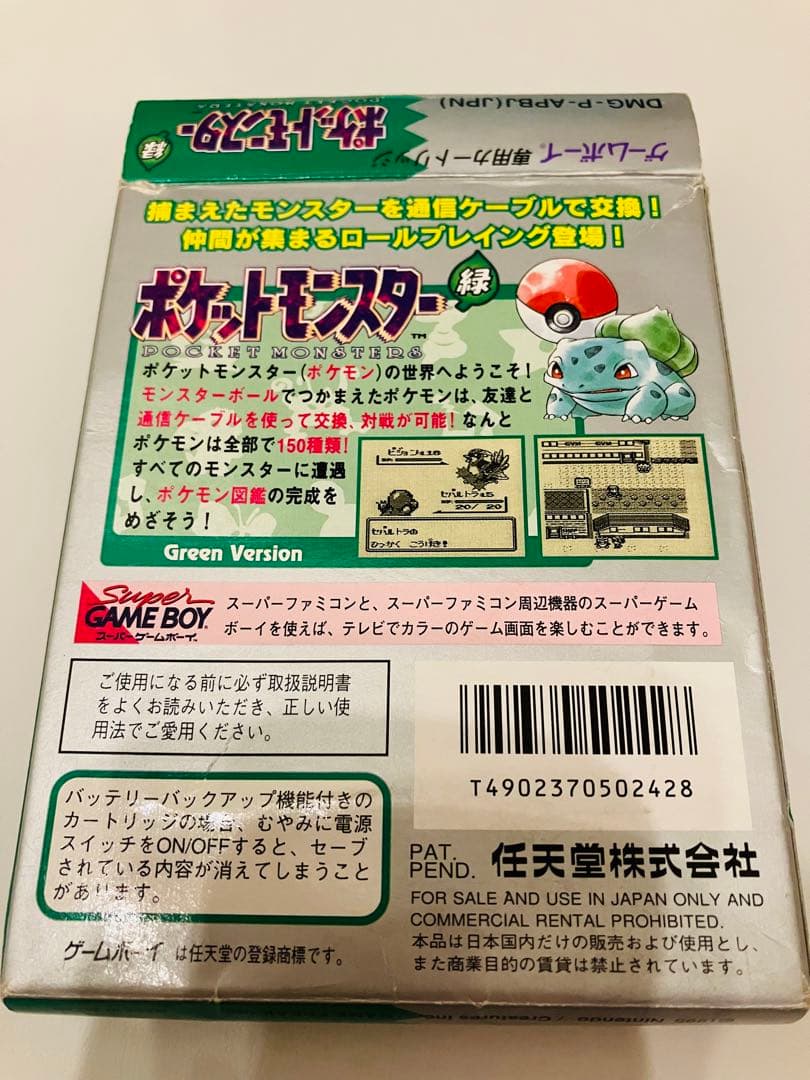 DMG-P-APBJ(JPN)
ゲームボーイ専用カートリッジ
ポケットモンスター
POCKET MONSTERS
緑
捕まえたモンスターを通信ケーブルで交換!
仲間が集まるロールプレイング登場!
ポケットモンスター 緑
TM
POCKET MONSTERS
ポケットモンスター(ポケモン)の世界へようこそ!
モンスターボールでつかまえたポケモンは、友達と
通信ケーブルを使って交換、対戦が可能!なんと
ポケモンは全部で150種類!
すべてのモンスターに遭遇
し、ポケモン図鑑の完成を
めざそう!
Green Version
20/ 20
ひっかく こうげき!
GYM
Super
GAME BOY
スーパーゲームボーイ
スーパーファミコンと、スーパーファミコン周辺機器のスーパーゲーム
ボーイを使えば、テレビでカラーのゲーム画面を楽しむことができます。
ご使用になる前に必ず取扱説明書
をよくお読みいただき、正しい使
用法でご愛用ください。
T4902370502428
バッテリーバックアップ機能付きの
カートリッジの場合、むやみに電源
スイッチをON/OFFすると、セーブ
されている内容が消えてしまうこと
があります。
PAT.
PEND.
任天堂株式会社
FOR SALE AND USE IN JAPAN ONLY AND
COMMERCIAL RENTAL PROHIBITED.
本品は日本国内だけの販売および使用とし、
また商業目的の賃貸は禁止されています。
ゲームボーイ は任天堂の登録商標です。
©1995 Nintendo / Creatures inc.